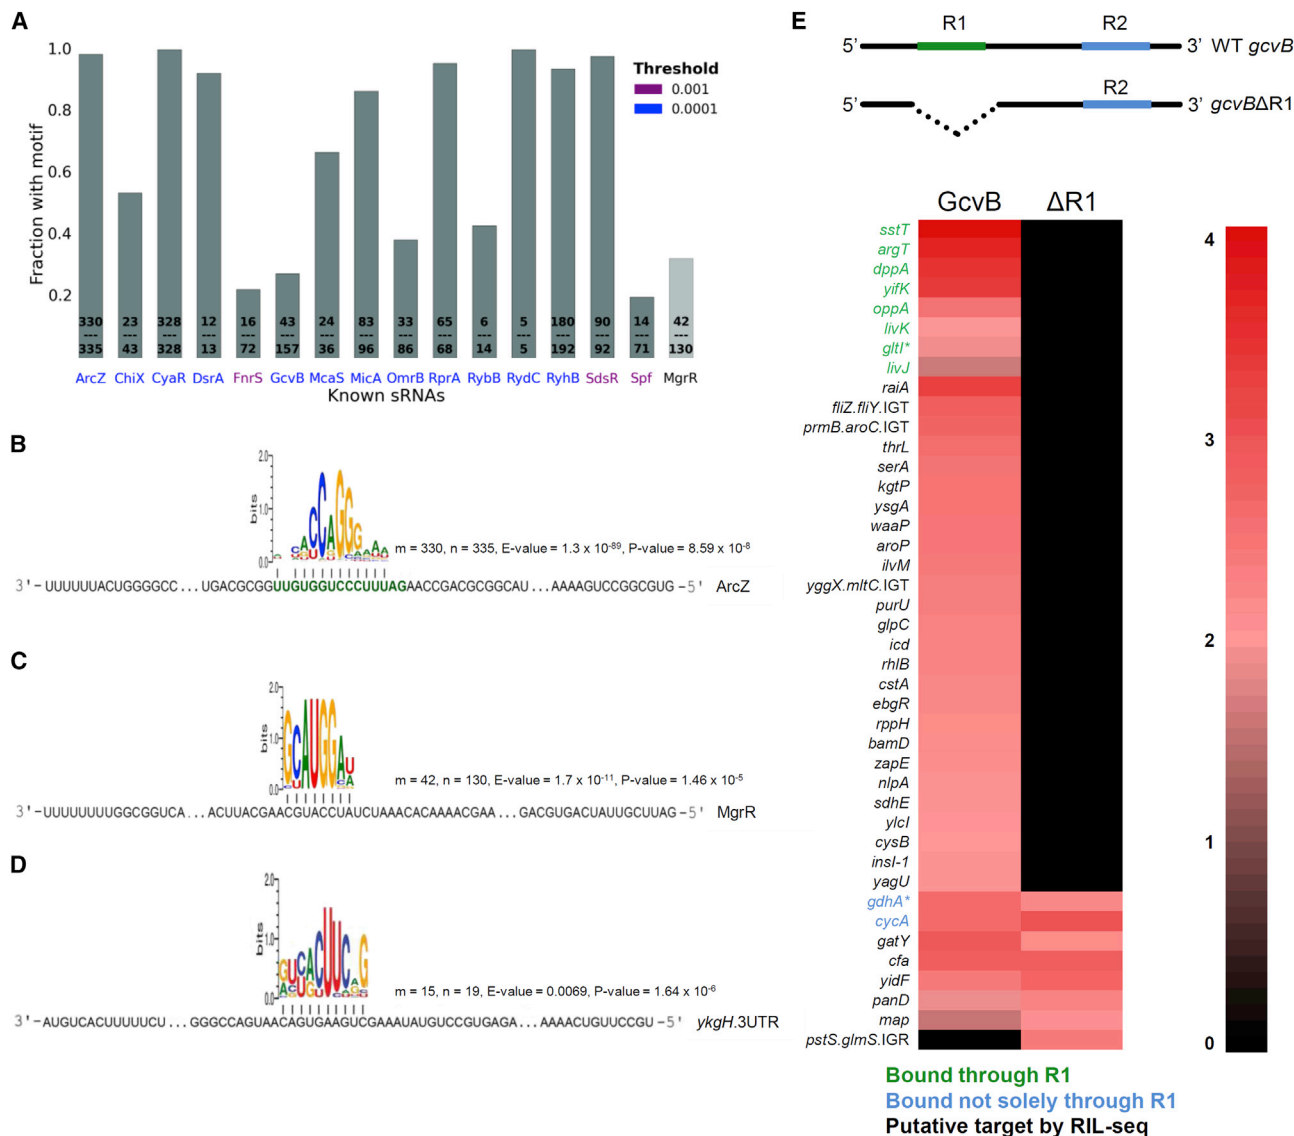 A
Fraction with motif
1.0
0.8
0.6
0.4
0.2
Threshold
0.001
0.0001
330 23 328 12 16 43 24 83 33 65 6 5 180 90 14 42
--- --- --- --- --- --- --- --- --- --- --- --- --- --- --- ---
335 43 328 13 72 157 36 96 86 68 14 5 192 92 71 130
ArcZ ChiX CyaR DsrA FnrS GcvB McaS MicA OmrB RprA RybB RydC RyhB SdsR Spf MgrR
Known sRNAs
B
bits
2.0
1.0
0.0
m = 330, n = 335, E-value = 1.3 x 10-89, P-value = 8.59 x 10-8
3'-UUUUUUACUGGGGCC...UGACGCGGUUGUGGUCCCUUUAGAACCGACGCGGCAU...AAAAGUCCGGCGUG-5' ArcZ
C
bits
2.0
1.0
0.0
GCAUGGAU
m = 42, n = 130, E-value = 1.7 x 10-11, P-value = 1.46 x 10-5
3'-UUUUUUUUGGCGGUCA...ACUUACGAACGUACCUAUCUAAACACAAAACGAA...GACGUGACUAUUGCUUAG-5' MgrR
D
bits
2.0
1.0
0.0
m = 15, n = 19, E-value = 0.0069, P-value = 1.64 x 10-6
3'-AUGUCACUUUUUCU...GGGCCAGUAACAGUGAAGUCGAAAUAUGUCCGUGAGA...AAAACUGUUCCGU-5' ykgH.3UTR
E
R1 R2
5' 3' WT gcvB
R2
5' 3' gcvBΔR1
GcvB ΔR1
sstT
argT
dppA
yifK
oppA
livK
gltI*
livJ
raiA
fliZ.fliY.IGT
prmB.aroC.IGT
thrL
serA
kgtP
ysgA
waaP
aroP
ilvM
yggX.mltC.IGT
purU
glpC
icd
rhlB
cstA
ebgR
rppH
bamD
zapE
nlpA
sdhE
ylcI
cysB
insI-1
yagU
gdhA*
cycA
gatY
cfa
yidF
panD
map
pstS.glmS.IGR
4
3
2
1
0
Bound through R1
Bound not solely through R1
Putative target by RIL-seq